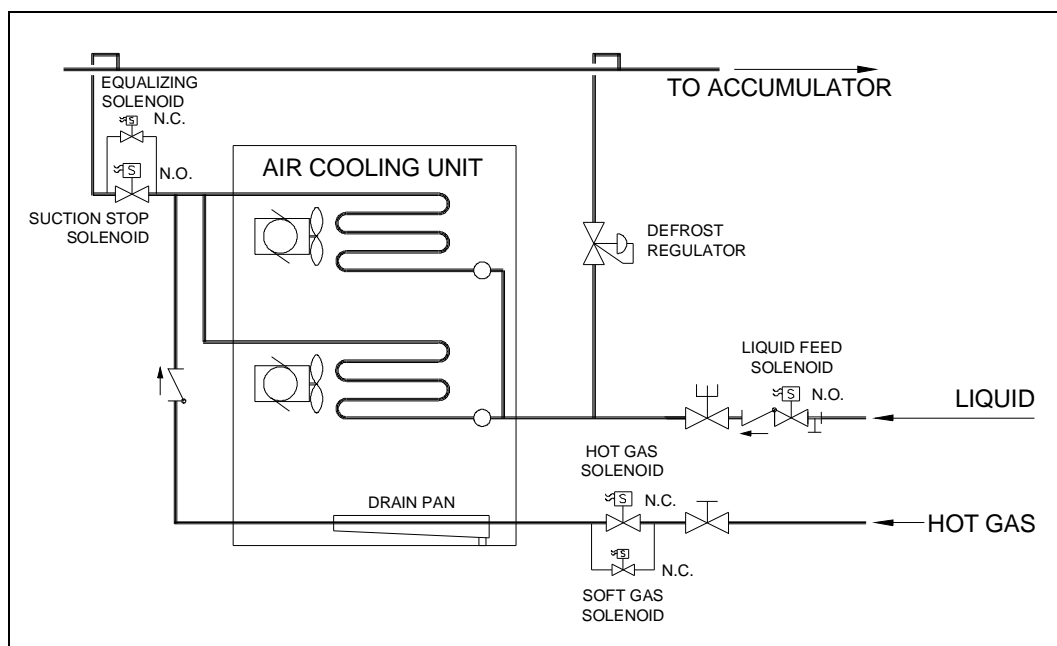 TO ACCUMULATOR
EQUALIZING
SOLENOID
S
N.C.
S
N.O.
SUCTION STOP
SOLENOID
AIR COOLING UNIT
DEFROST
REGULATOR
LIQUID FEED
SOLENOID
S
N.O.
LIQUID
HOT GAS
SOLENOID
S
N.C.
DRAIN PAN
HOT GAS
S
N.C.
SOFT GAS
SOLENOID